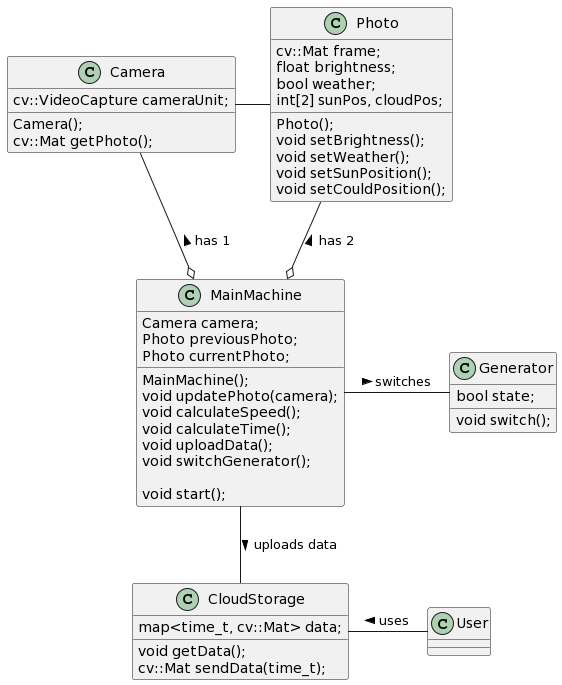 C Camera
cv::VideoCapture cameraUnit;
Camera();
cv::Mat getPhoto();
C Photo
cv::Mat frame;
float brightness;
bool weather;
int[2] sunPos, cloudPos;
Photo();
void setBrightness();
void setWeather();
void setSunPosition();
void setCouldPosition();
has 1
has 2
C MainMachine
Camera camera;
Photo previousPhoto;
Photo currentPhoto;
MainMachine();
void updatePhoto(camera);
void calculateSpeed();
void calculateTime();
void uploadData();
void switchGenerator();
void start();
switches
C Generator
bool state;
void switch();
uploads data
C CloudStorage
map<time_t, cv::Mat> data;
void getData();
cv::Mat sendData(time_t);
uses
C User